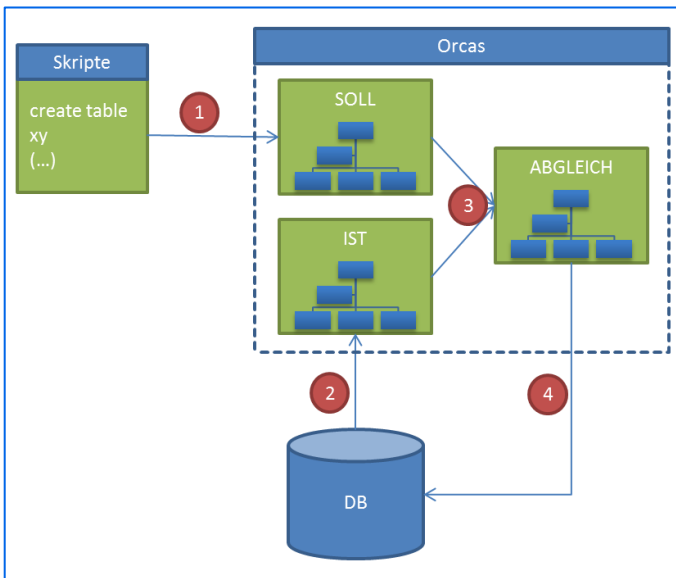 Skripte
create table
xy
(...)
1
Orcas
SOLL
IST
3
ABGLEICH
2
4
DB